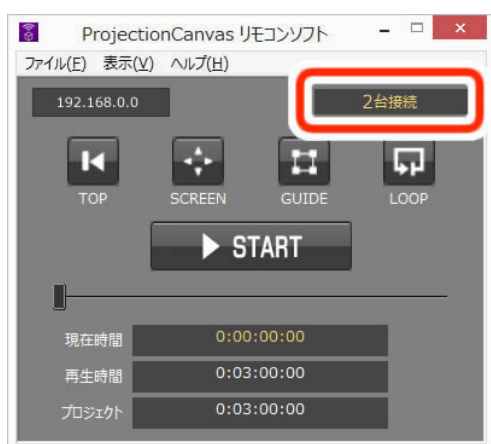 ProjectionCanvas リモコンソフト
ファイル(F) 表示(V) ヘルプ(H)
192.168.0.0 2台接続
TOP SCREEN GUIDE LOOP
START
現在時間 0:00:00:00
再生時間 0:03:00:00
プロジェクト 0:03:00:00